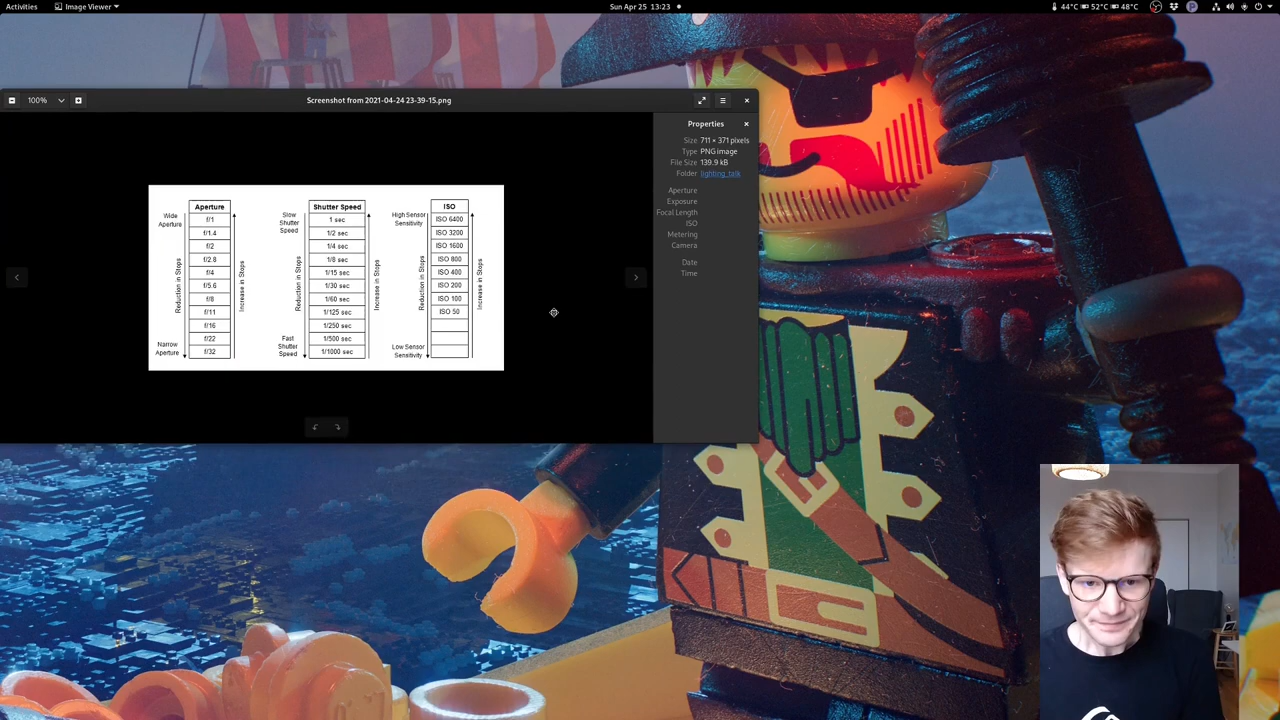 Activities
Image Viewer
Sun Apr 25 13:23
44°C
52°C
48°C
100%
Screenshot from 2021-04-24 23-39-15.png
Properties
Size 711 × 371 pixels
Type PNG image
File Size 139.9 kB
Folder lighting_talk
Aperture
Exposure
Focal Length
ISO
Metering
Camera
Date
Time
Wide
Aperture
Reduction in Stops
Narrow
Aperture
Aperture
f/1
f/1.4
f/2
f/2.8
f/4
f/5.6
f/8
f/11
f/16
f/22
f/32
Increase in Stops
Slow
Shutter
Speed
Reduction in Stops
Fast
Shutter
Speed
Shutter Speed
1 sec
1/2 sec
1/4 sec
1/8 sec
1/15 sec
1/30 sec
1/60 sec
1/125 sec
1/250 sec
1/500 sec
1/1000 sec
Increase in Stops
High Sensor
Sensitivity
Reduction in Stops
Low Sensor
Sensitivity
ISO
ISO 6400
ISO 3200
ISO 1600
ISO 800
ISO 400
ISO 200
ISO 100
ISO 50
Increase in Stops